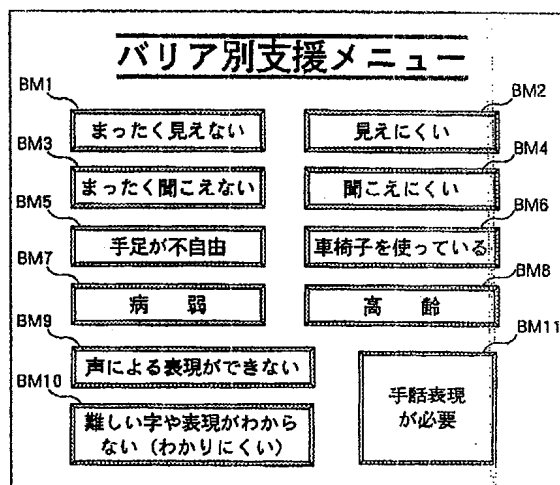 バリア別支援メニュー
BM1
まったく見えない
BM2
見えにくい
BM3
まったく聞こえない
BM4
聞こえにくい
BM5
手足が不自由
BM6
車椅子を使っている
BM7
病 弱
BM8
高 齢
BM9
声による表現ができない
BM10
難しい字や表現がわから
ない（わかりにくい）
BM11
手話表現
が必要